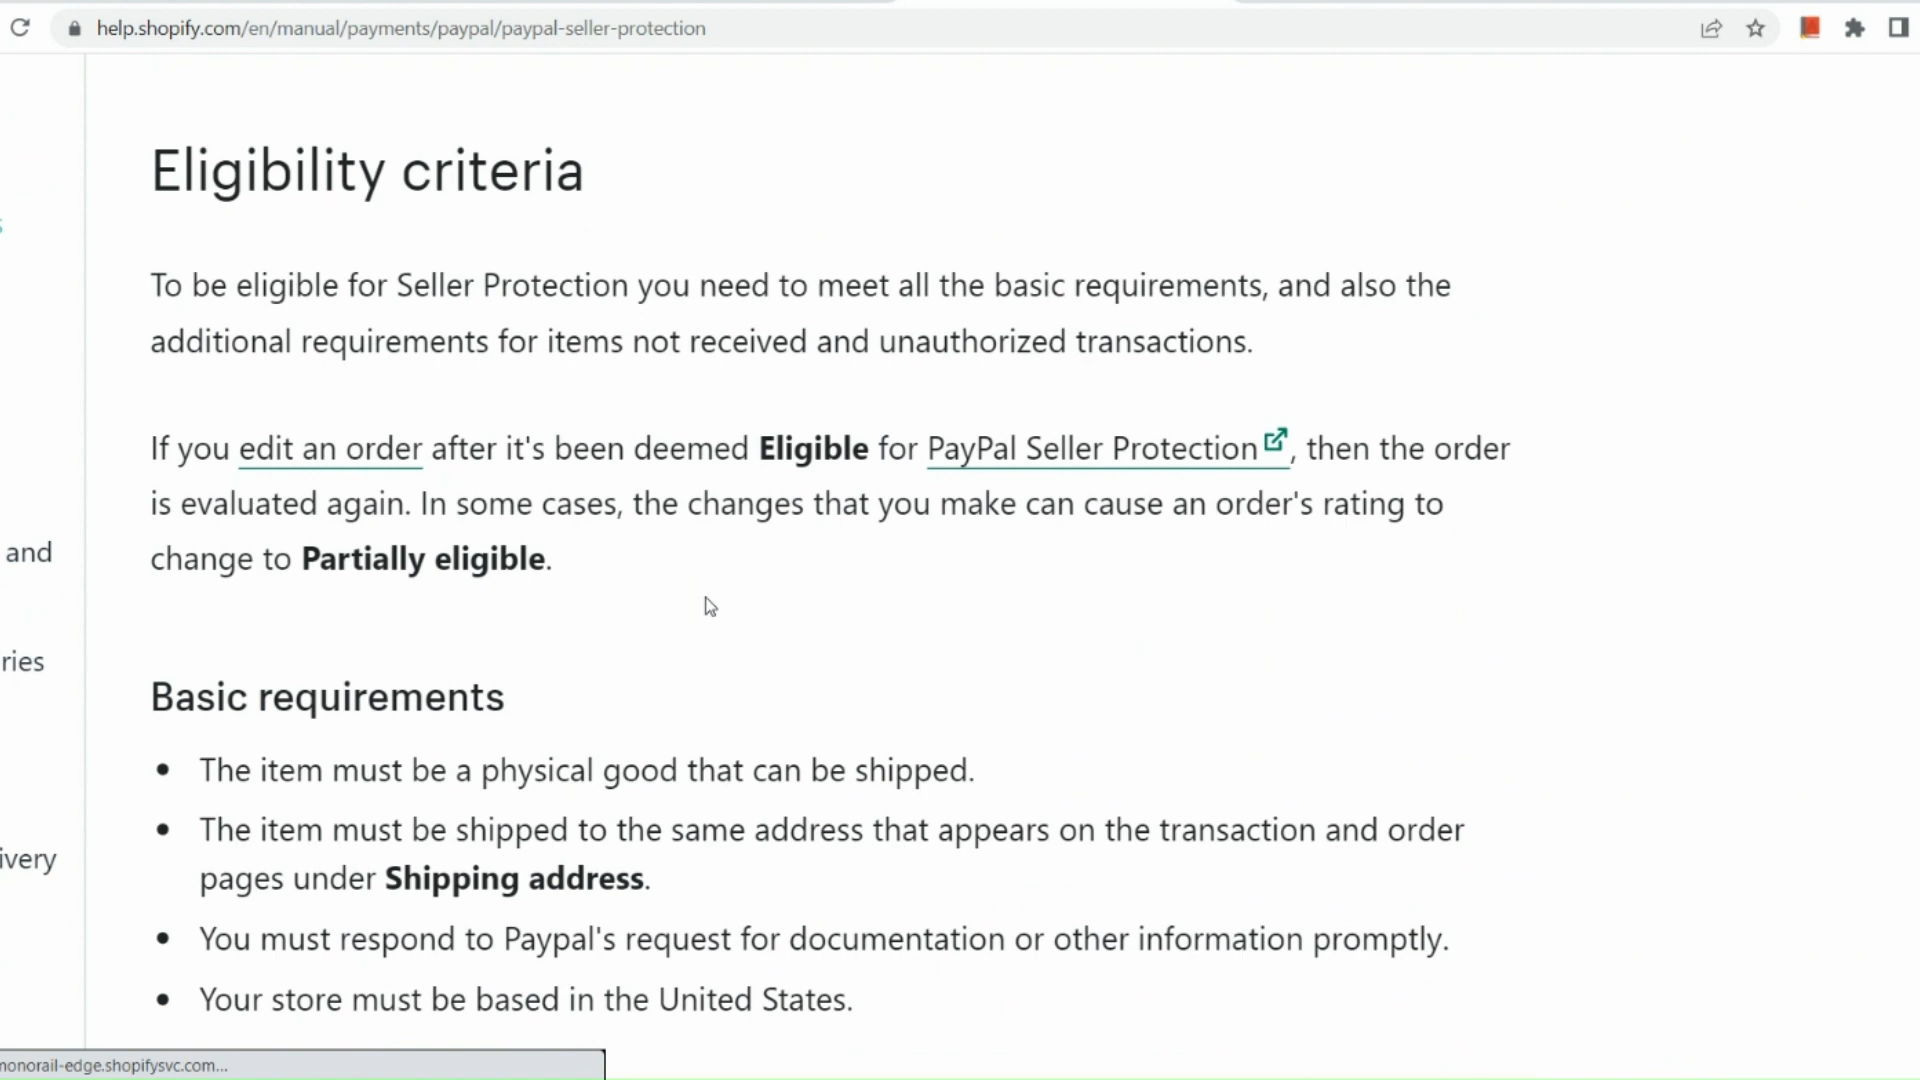 help.shopify.com/en/manual/payments/paypal/paypal-seller-protection
Eligibility criteria
To be eligible for Seller Protection you need to meet all the basic requirements, and also the
additional requirements for items not received and unauthorized transactions.
If you edit an order after it's been deemed Eligible for PayPal Seller Protection, then the order
is evaluated again. In some cases, the changes that you make can cause an order's rating to
change to Partially eligible.
and
ries
Basic requirements
• The item must be a physical good that can be shipped.
• The item must be shipped to the same address that appears on the transaction and order
ivery
pages under Shipping address.
• You must respond to Paypal's request for documentation or other information promptly.
• Your store must be based in the United States.
monorail-edge.shopifysvc.com...